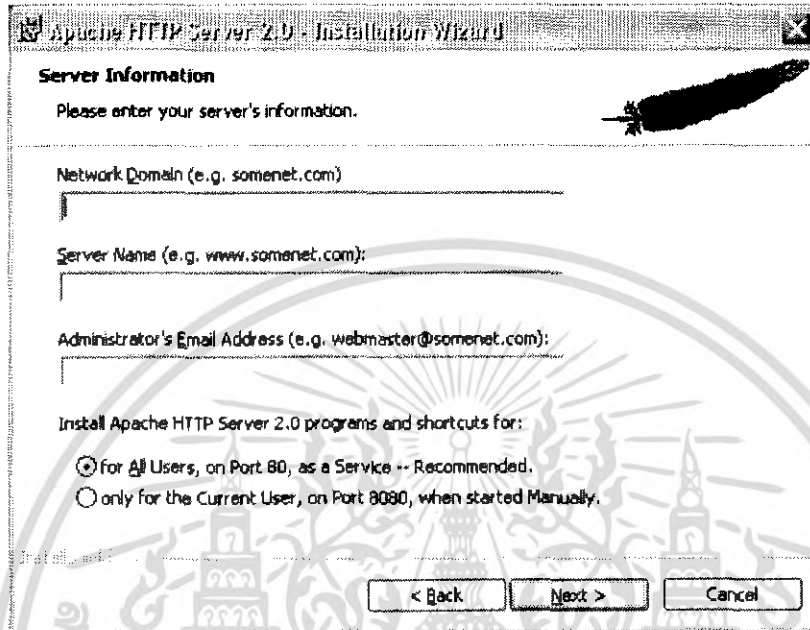 Apache HTTP Server 2.0 - Installation Wizard
Server Information
Please enter your server's information.
Network Domain (e.g. somenet.com)
Server Name (e.g. www.somenet.com):
Administrator's Email Address (e.g. webmaster@somenet.com):
Install Apache HTTP Server 2.0 programs and shortcuts for:
for All Users, on Port 80, as a Service -- Recommended.
only for the Current User, on Port 8080, when started Manually.
< Back
Next >
Cancel